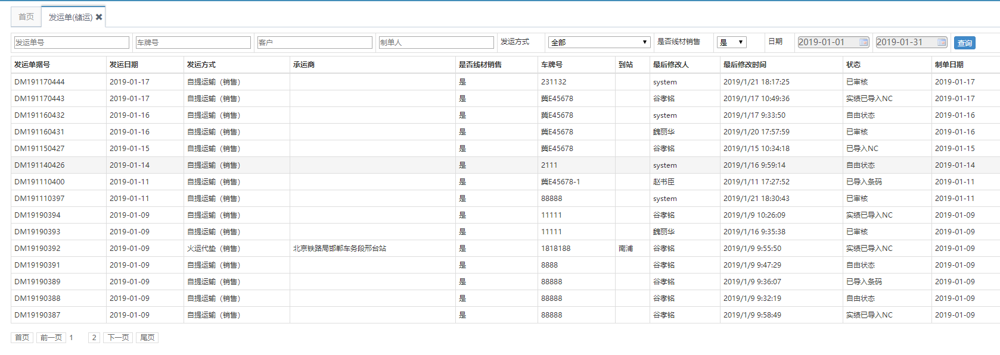 首页 发运单(储运) ✖
发运单号 车牌号 客户 制单人 发运方式 全部 是否线材销售 是 日期 2019-01-01 2019-01-31 查询
发运单据号 发运日期 发运方式 承运商 是否线材销售 车牌号 到站 最后修改人 最后修改时间 状态 制单日期
DM191170444 2019-01-17 自提运输（销售） 是 231132 system 2019/1/21 18:17:25 已审核 2019-01-17
DM191170443 2019-01-17 自提运输（销售） 是 冀E45678 谷孝铭 2019/1/17 10:49:36 实绩已导入NC 2019-01-17
DM191160432 2019-01-16 自提运输（销售） 是 冀E45678 system 2019/1/17 9:33:50 自由状态 2019-01-16
DM191160431 2019-01-16 自提运输（销售） 是 冀E45678 魏丽华 2019/1/20 17:57:59 已审核 2019-01-16
DM191150427 2019-01-15 自提运输（销售） 是 冀E45678 谷孝铭 2019/1/15 10:34:18 已导入NC 2019-01-15
DM191140426 2019-01-14 自提运输（销售） 是 2111 system 2019/1/16 9:59:14 自由状态 2019-01-14
DM191110400 2019-01-11 自提运输（销售） 是 冀E45678-1 赵书臣 2019/1/11 17:27:52 已导入条码 2019-01-11
DM191110397 2019-01-11 自提运输（销售） 是 88888 system 2019/1/21 18:30:43 已审核 2019-01-11
DM19190394 2019-01-09 自提运输（销售） 是 11111 谷孝铭 2019/1/9 10:26:09 实绩已导入NC 2019-01-09
DM19190393 2019-01-09 自提运输（销售） 是 11111 魏丽华 2019/1/16 9:35:38 已审核 2019-01-09
DM19190392 2019-01-09 火运代垫（销售） 北京铁路局邯郸车务段邢台站 是 1818188 南浦 谷孝铭 2019/1/9 9:55:50 实绩已导入NC 2019-01-09
DM19190391 2019-01-09 自提运输（销售） 是 8888 谷孝铭 2019/1/9 9:47:29 自由状态 2019-01-09
DM19190389 2019-01-09 自提运输（销售） 是 88888 谷孝铭 2019/1/9 9:36:07 已导入条码 2019-01-09
DM19190388 2019-01-09 自提运输（销售） 是 88888 谷孝铭 2019/1/9 9:32:19 自由状态 2019-01-09
DM19190387 2019-01-09 自提运输（销售） 是 88888 谷孝铭 2019/1/9 9:58:49 实绩已导入NC 2019-01-09
首页 前一页 1 2 下一页 尾页